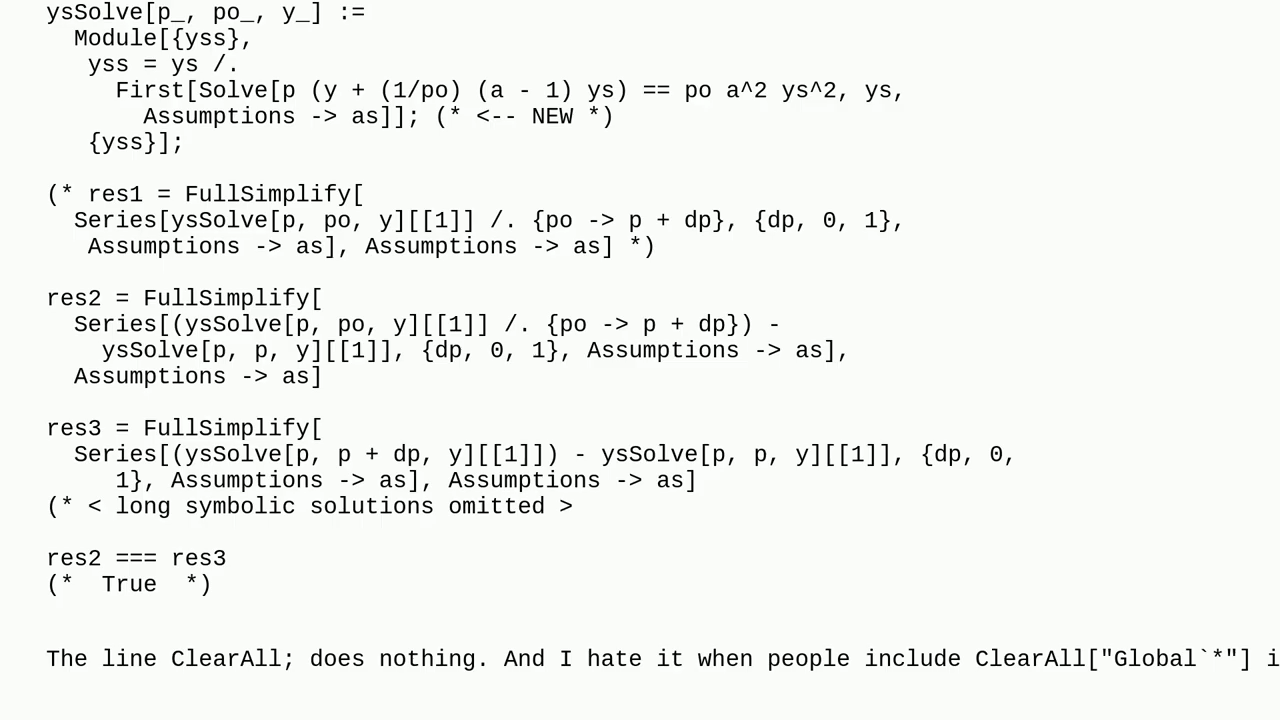 ysSolve[p_, po_, y_] :=
  Module[{yss},
   yss = ys /.
     First[Solve[p (y + (1/po) (a - 1) ys) == po a^2 ys^2, ys,
       Assumptions -> as]]; (* <-- NEW *)
   {yss}];
(* res1 = FullSimplify[
  Series[ysSolve[p, po, y][[1]] /. {po -> p + dp}, {dp, 0, 1},
   Assumptions -> as], Assumptions -> as] *)
res2 = FullSimplify[
  Series[(ysSolve[p, po, y][[1]] /. {po -> p + dp}) -
    ysSolve[p, p, y][[1]], {dp, 0, 1}, Assumptions -> as],
  Assumptions -> as]
res3 = FullSimplify[
  Series[(ysSolve[p, p + dp, y][[1]]) - ysSolve[p, p, y][[1]], {dp, 0,
     1}, Assumptions -> as], Assumptions -> as]
(* < long symbolic solutions omitted >
res2 === res3
(*  True  *)
The line ClearAll; does nothing. And I hate it when people include ClearAll["Global`*"] i